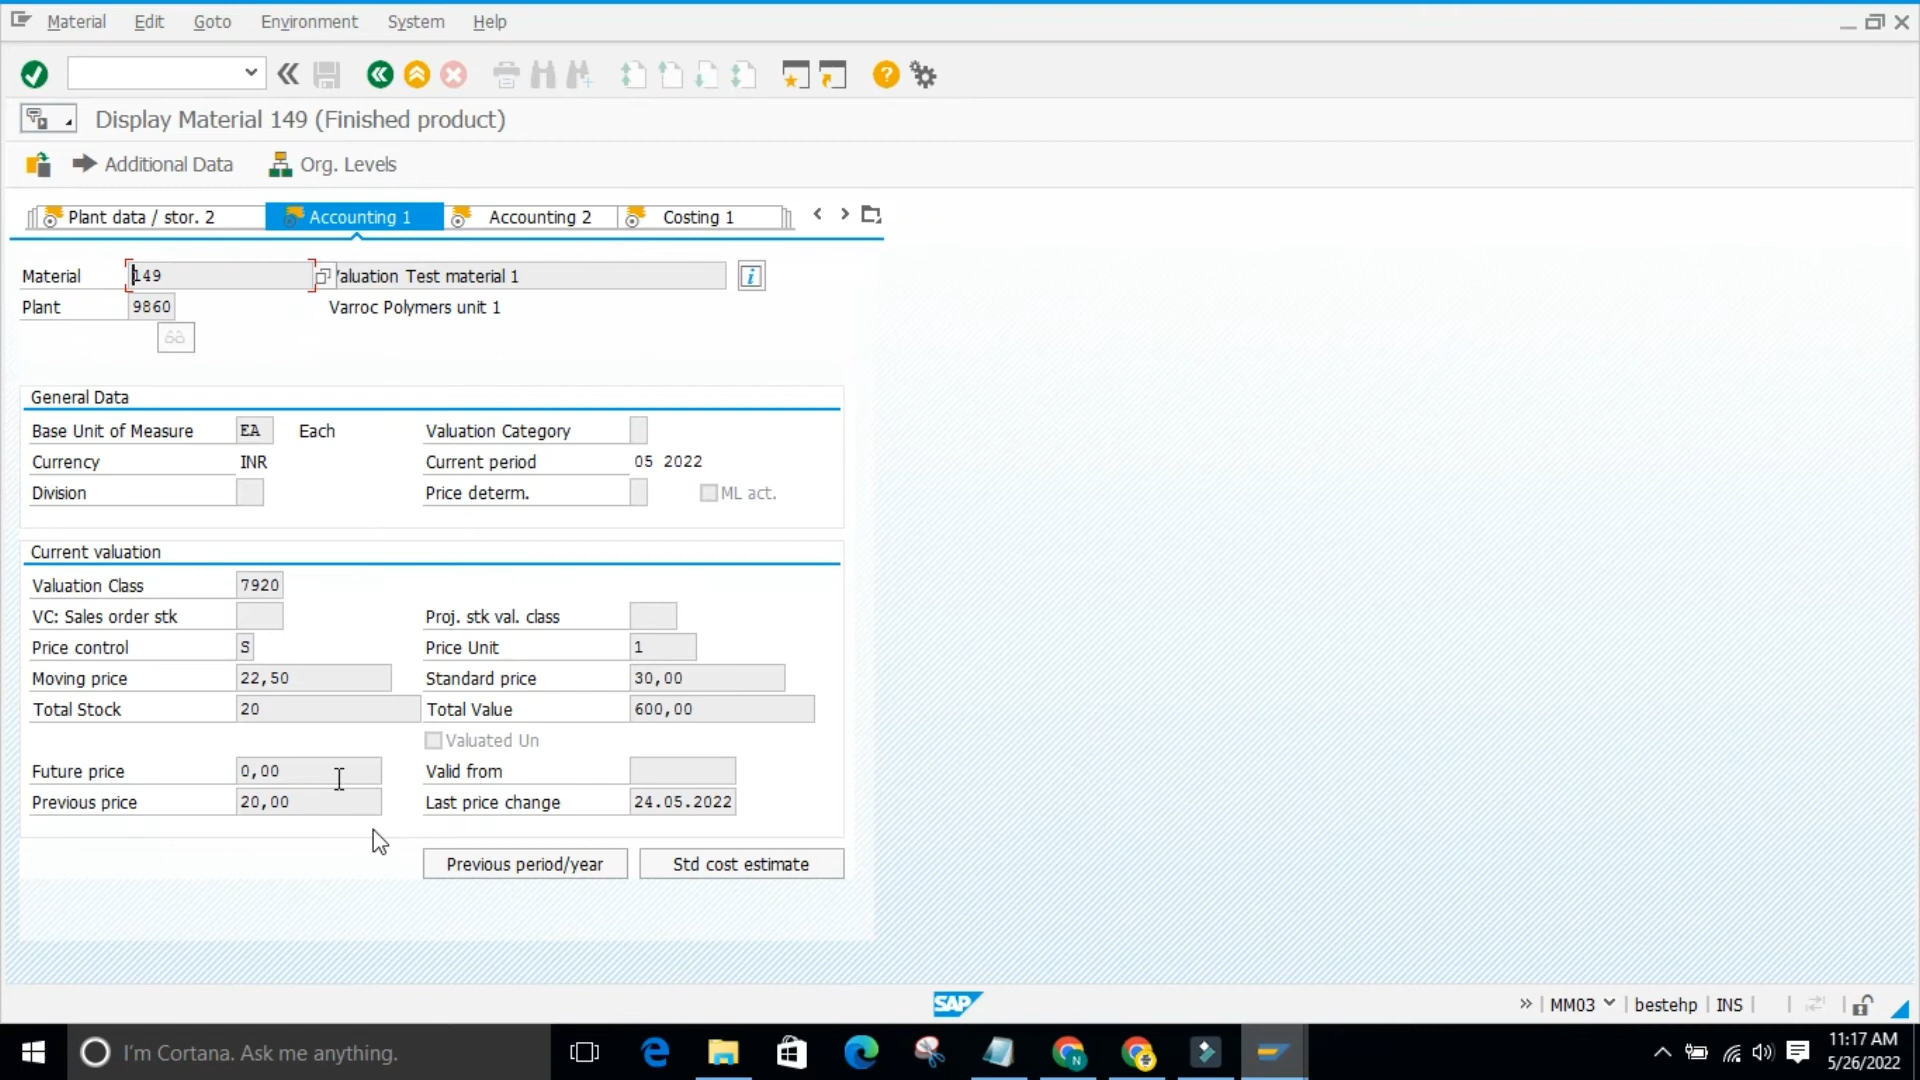 Material Edit Goto Environment System Help
Display Material 149 (Finished product)
Additional Data Org. Levels
Plant data / stor. 2 Accounting 1 Accounting 2 Costing 1
Material 149 Valuation Test material 1
Plant 9860 Varroc Polymers unit 1
General Data
Base Unit of Measure EA Each Valuation Category
Currency INR Current period 05 2022
Division Price determ. ML act.
Current valuation
Valuation Class 7920
VC: Sales order stk Proj. stk val. class
Price control S Price Unit 1
Moving price 22,50 Standard price 30,00
Total Stock 20 Total Value 600,00
Valuated Un
Future price 0,00 Valid from
Previous price 20,00 Last price change 24.05.2022
Previous period/year Std cost estimate
SAP MM03 bestehp INS
I'm Cortana. Ask me anything. 11:17 AM
5/26/2022